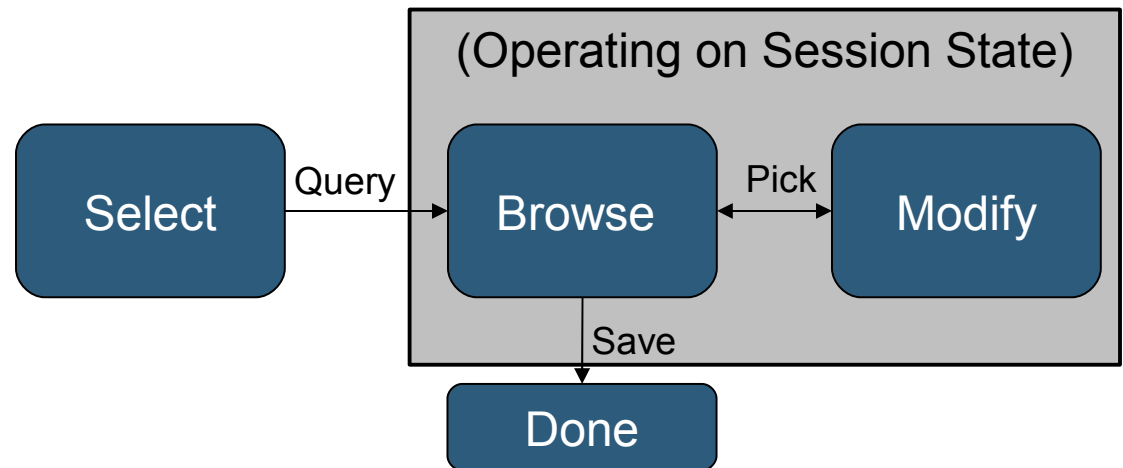 (Operating on Session State)
Select
Query
Browse
Pick
Modify
Save
Done